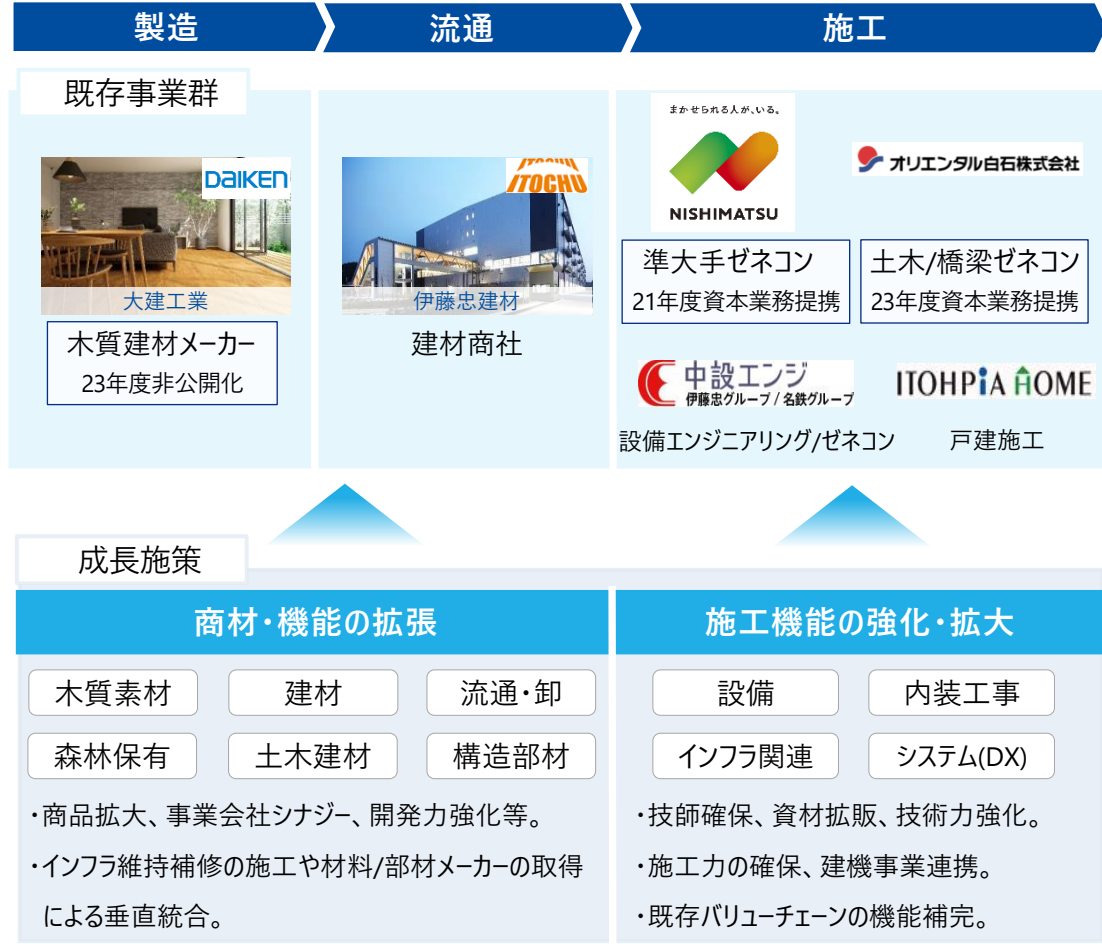 製造
流通
施工
既存事業群
DAIKEN
大建工業
木質建材メーカー
23年度非公開化
ITOCHU
ITOCHU
伊藤忠建材
建材商社
まかせられる人が、いる。
NISHIMATSU
準大手ゼネコン
21年度資本業務提携
オリエンタル白石株式会社
土木/橋梁ゼネコン
23年度資本業務提携
中設エンジ
伊藤忠グループ/名鉄グループ
設備エンジニアリング/ゼネコン
ITOHPiA HOME
戸建施工
成長施策
商材・機能の拡張
木質素材
建材
流通・卸
森林保有
土木建材
構造部材
・商品拡大、事業会社シナジー、開発力強化等。
・インフラ維持補修の施工や材料/部材メーカーの取得
による垂直統合。
施工機能の強化・拡大
設備
内装工事
インフラ関連
システム(DX)
・技師確保、資材拡販、技術力強化。
・施工力の確保、建機事業連携。
・既存バリューチェーンの機能補完。